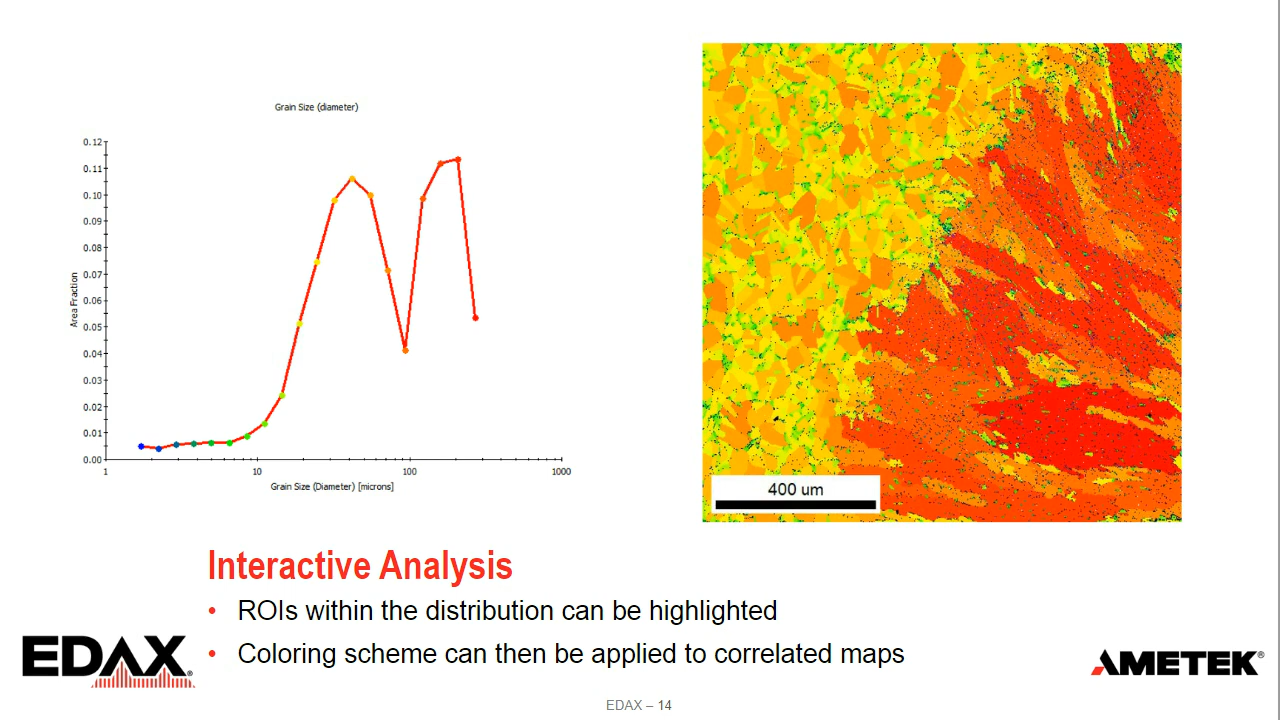 Grain Size (diameter)
0.12
0.11
0.10
0.09
0.08
0.07
0.06
0.05
0.04
0.03
0.02
0.01
0.00
Area Fraction
1 10 100 1000
Grain Size (Diameter) [microns]
400 um
Interactive Analysis
• ROIs within the distribution can be highlighted
• Coloring scheme can then be applied to correlated maps
EDAX®
AMETEK®
EDAX – 14